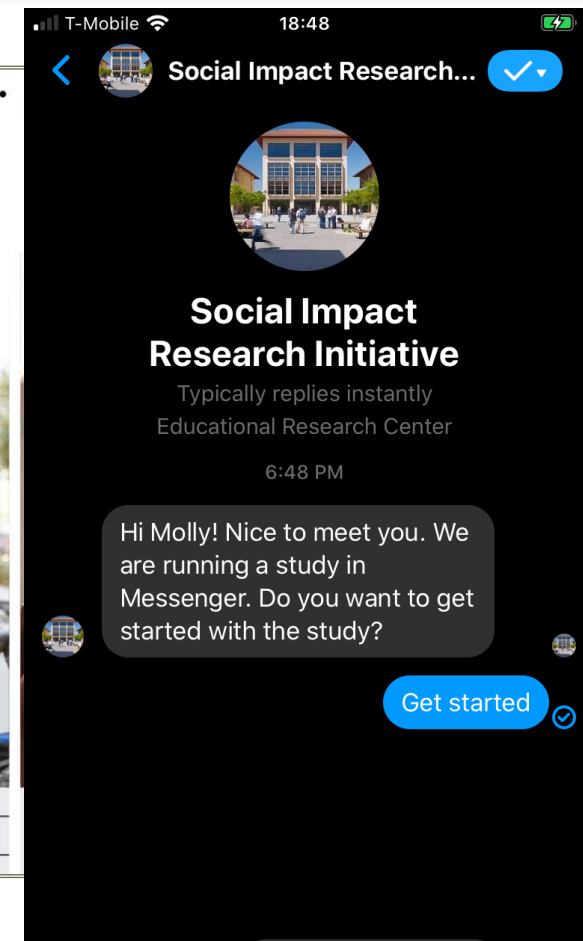 T-Mobile 18:48
Social Impact Research...
Social Impact
Research Initiative
Typically replies instantly
Educational Research Center
6:48 PM
Hi Molly! Nice to meet you. We
are running a study in
Messenger. Do you want to get
started with the study?
Get started